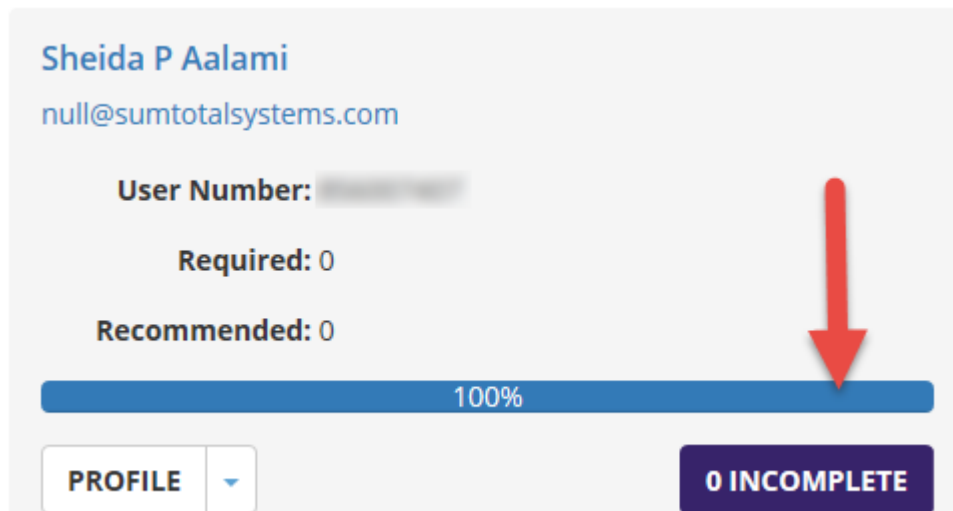 Sheida P Aalami
null@sumtotalsystems.com
User Number:
Required: 0
Recommended: 0
100%
PROFILE
0 INCOMPLETE